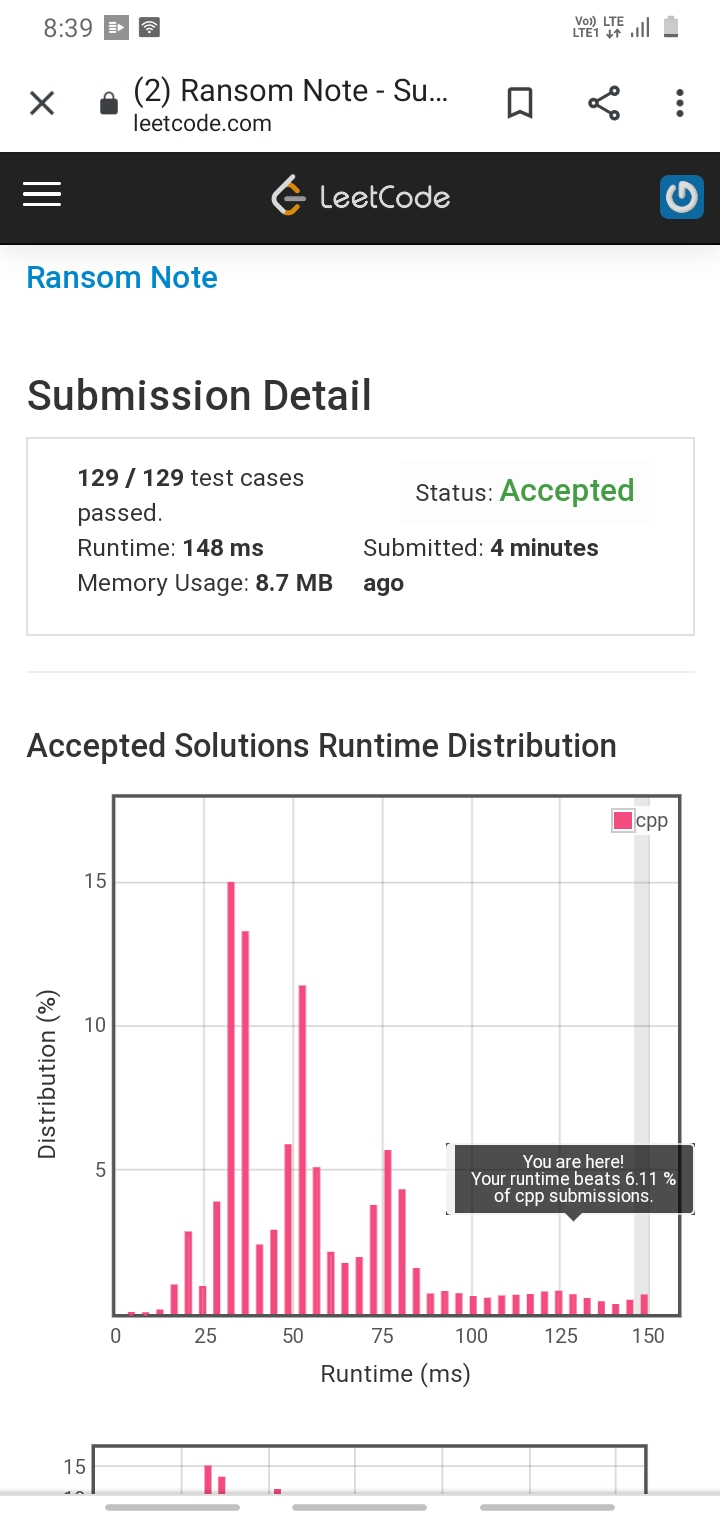 8:39
Vo)) LTE
LTE1
(2) Ransom Note - Su...
leetcode.com
LeetCode
Ransom Note
Submission Detail
129 / 129 test cases
passed.
Status: Accepted
Runtime: 148 ms
Submitted: 4 minutes
Memory Usage: 8.7 MB
ago
Accepted Solutions Runtime Distribution
cpp
15
10
5
Distribution (%)
You are here!
Your runtime beats 6.11 %
of cpp submissions.
0 25 50 75 100 125 150
Runtime (ms)
15